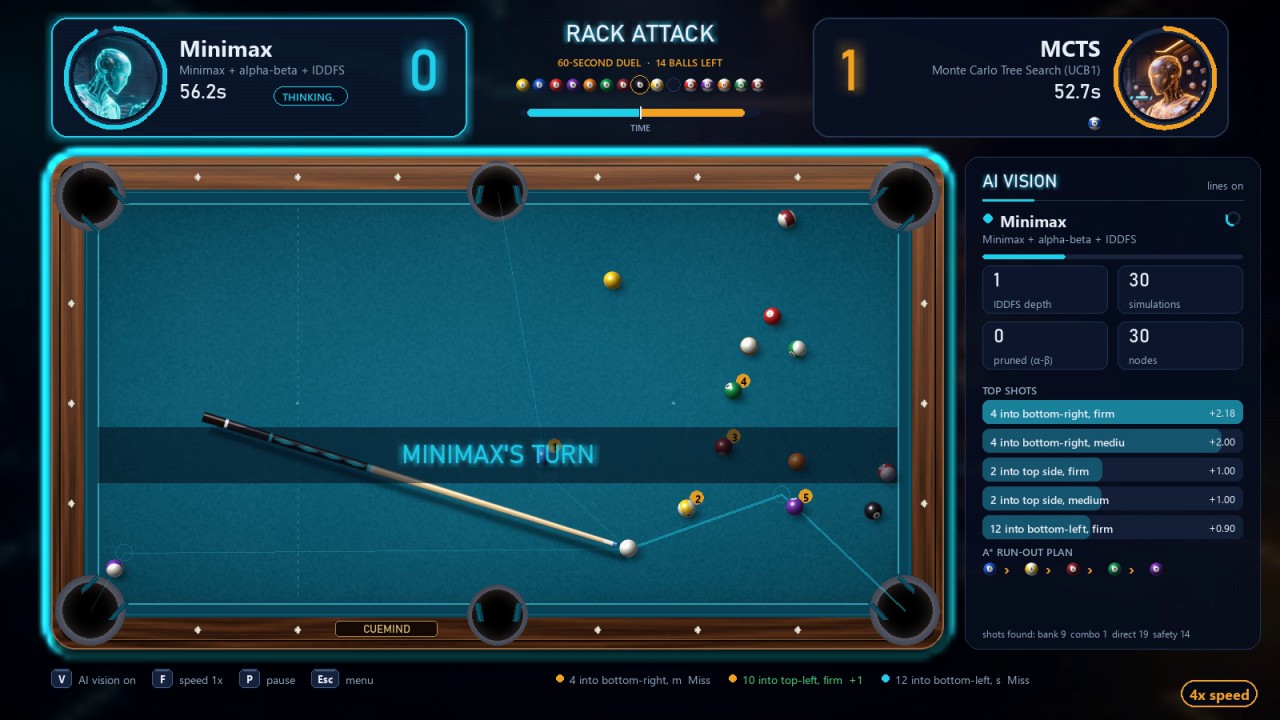 Minimax
Minimax + alpha-beta + IDDFS
56.2s
THINKING.
0
RACK ATTACK
60-SECOND DUEL · 14 BALLS LEFT
TIME
1
MCTS
Monte Carlo Tree Search (UCB1)
52.7s
AI VISION
lines on
Minimax
Minimax + alpha-beta + IDDFS
1
IDDFS depth
30
simulations
0
pruned (α-β)
30
nodes
TOP SHOTS
4 into bottom-right, firm +2.18
4 into bottom-right, mediu +2.00
2 into top side, firm +1.00
2 into top side, medium +1.00
12 into bottom-left, firm +0.90
A* RUN-OUT PLAN
shots found: bank 9 combo 1 direct 19 safety 14
4
3
1
MINIMAX'S TURN
2
5
CUEMIND
V AI vision on
F speed 1x
P pause
Esc menu
4 into bottom-right, m Miss
10 into top-left, firm +1
12 into bottom-left, s Miss
4x speed